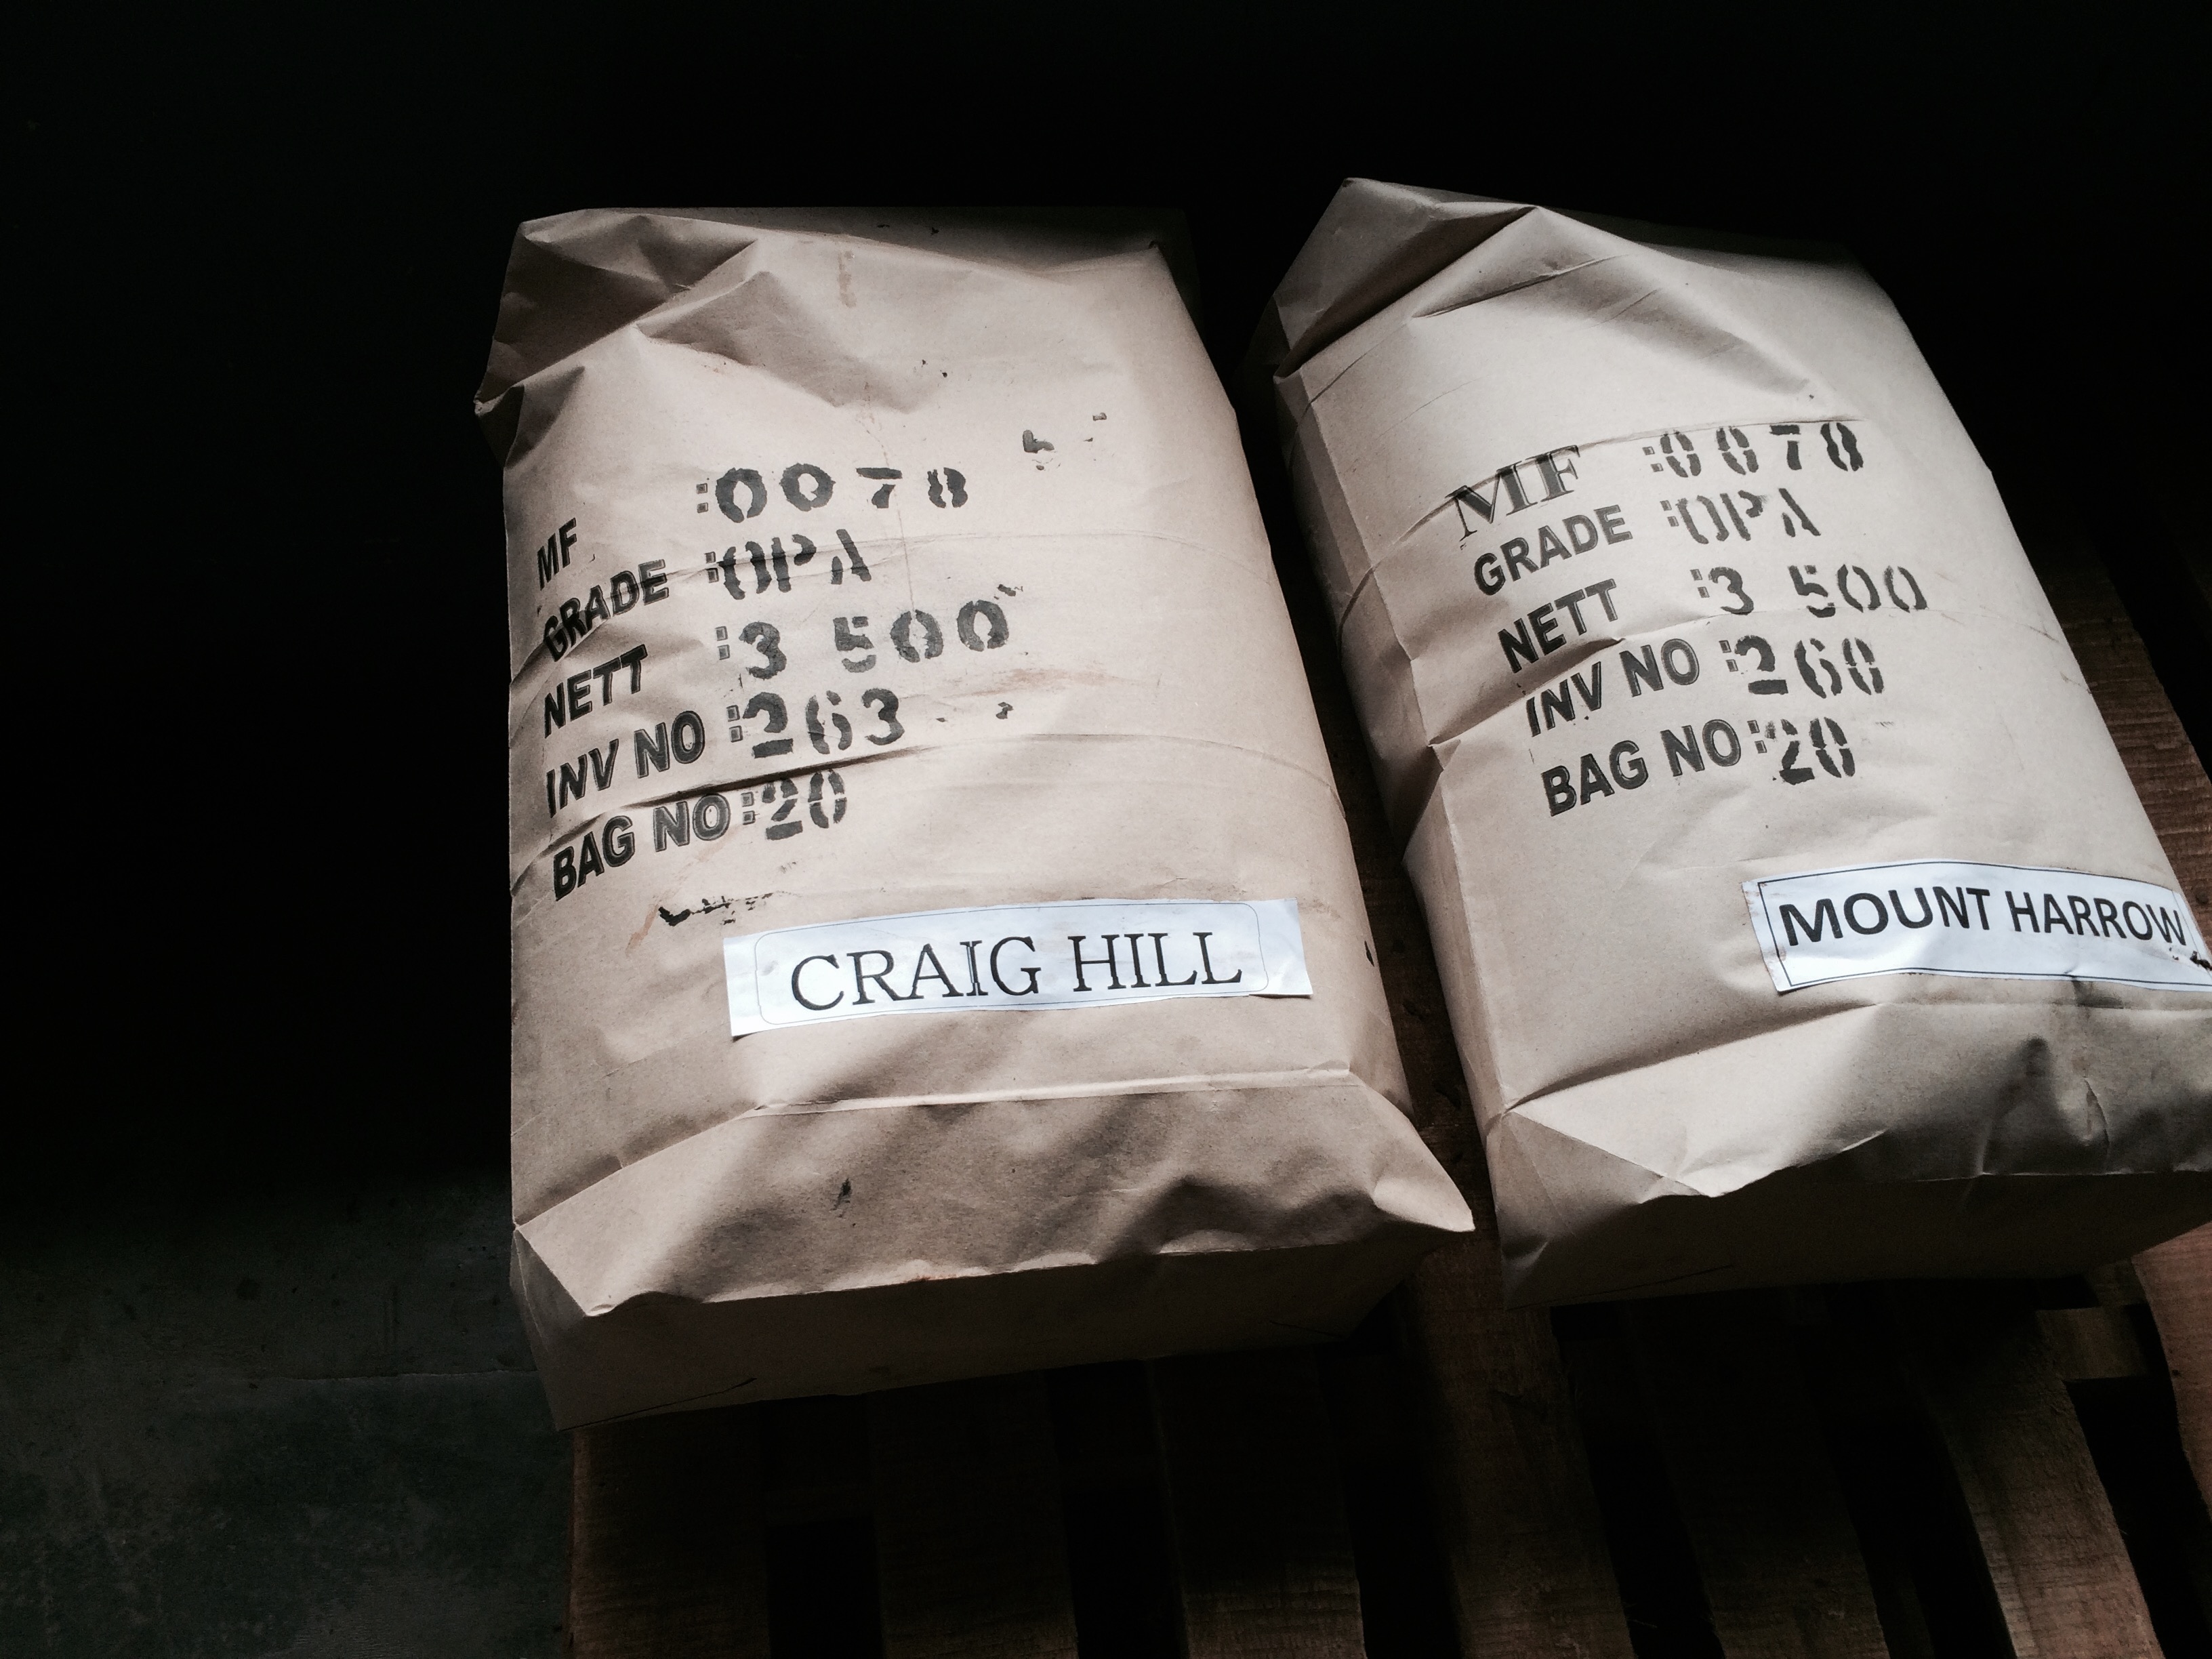 MF :0078
GRADE :OPA
NETT :3 500
INV NO :263
BAG NO :20
CRAIG HILL
MF :0078
GRADE :OPA
NETT :3 500
INV NO :260
BAG NO :20
MOUNT HARROW